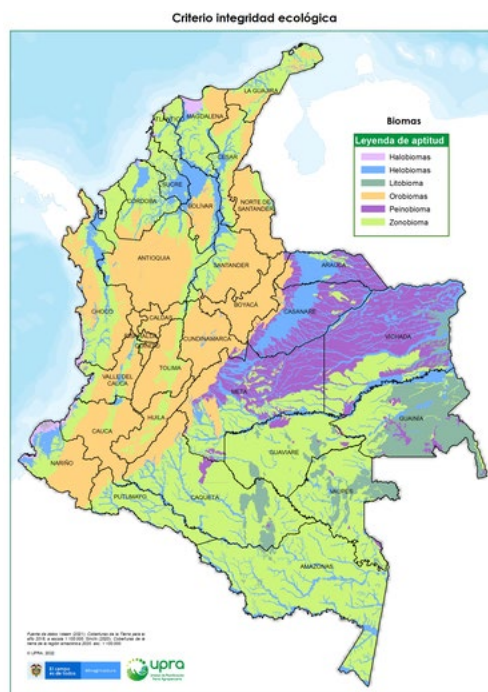 Criterio integridad ecológica
Biomas
Leyenda de aptitud
Halobiomas
Helobiomas
Litobioma
Orobiomas
Peinobioma
Zonobioma
LA GUAJIRA
MAGDALENA
CESAR
SUCRE
CÓRDOBA
BOLÍVAR
NORTE DE
SANTANDER
ANTIOQUIA
SANTANDER
ARAUCA
BOYACÁ
CASANARE
CHOCÓ
CALDAS
CUNDINAMARCA
VICHADA
TOLIMA
VALLE DEL
CAUCA
META
GUAINÍA
HUILA
CAUCA
GUAVIARE
NARIÑO
VAUPÉS
PUTUMAYO
CAQUETÁ
AMAZONAS
© UPRA, 2022
upra